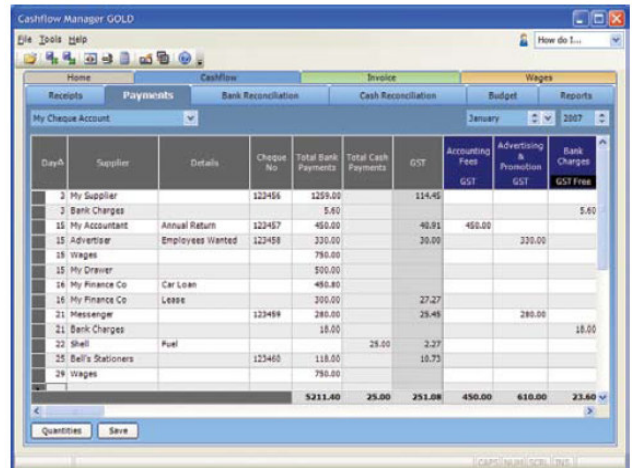 Cashflow Manager GOLD
File Tools Help How do I...
Home Cashflow Invoice Wages
Receipts Payments Bank Reconciliation Cash Reconciliation Budget Reports
My Cheque Account January 2007
Day Supplier Details Cheque No Total Bank Payments Total Cash Payments GST Accounting Fees GST Advertising & Promotion GST Bank Charges GST Free
3 My Supplier 123456 1259.00 114.45
3 Bank Charges 5.60 5.60
15 My Accountant Annual Return 123457 450.00 40.91 450.00
15 Advertiser Employees Wanted 123458 330.00 30.00 330.00
15 Wages 750.00
15 My Drawer 500.00
16 My Finance Co Car Loan 450.80
16 My Finance Co Lease 300.00 27.27
21 Messenger 123459 280.00 25.45 280.00
21 Bank Charges 18.00 18.00
22 Shell Fuel 25.00 2.27
25 Bell's Stationers 123460 118.00 10.73
29 Wages 750.00
5211.40 25.00 251.08 450.00 610.00 23.60
Quantities Save
CAPS NUM SCRL INS